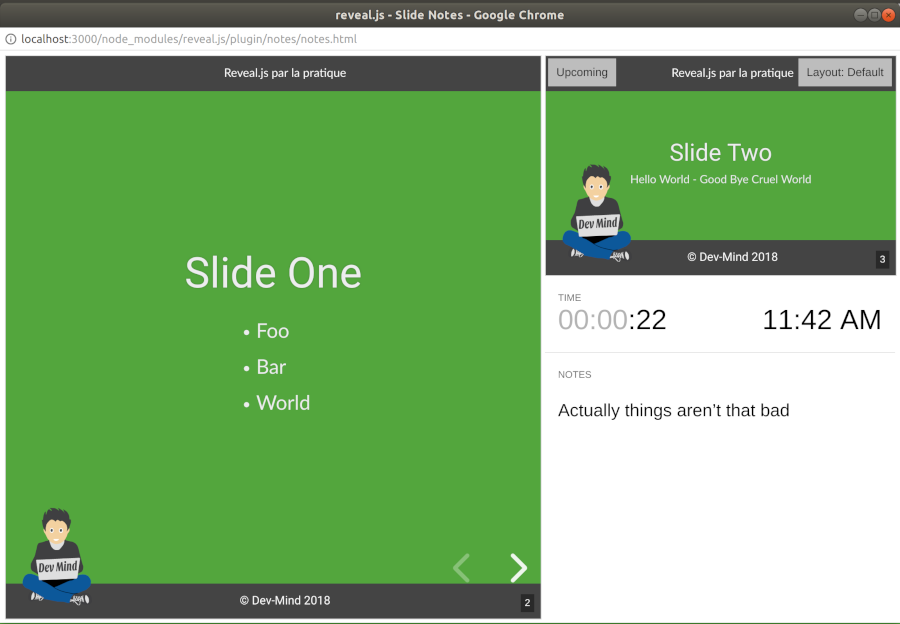 reveal.js - Slide Notes - Google Chrome
localhost:3000/node_modules/reveal.js/plugin/notes/notes.html
Reveal.js par la pratique
Slide One
• Foo
• Bar
• World
Dev Mind
© Dev-Mind 2018
2
Upcoming
Reveal.js par la pratique
Layout: Default
Slide Two
Hello World - Good Bye Cruel World
Dev Mind
© Dev-Mind 2018
3
TIME
00:00:22
11:42 AM
NOTES
Actually things aren't that bad